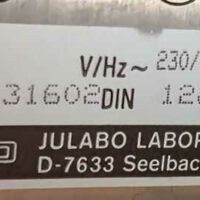 V/Hz~ 230/
31602 DIN 12
JULABO LABOR
D-7633 Seelbac